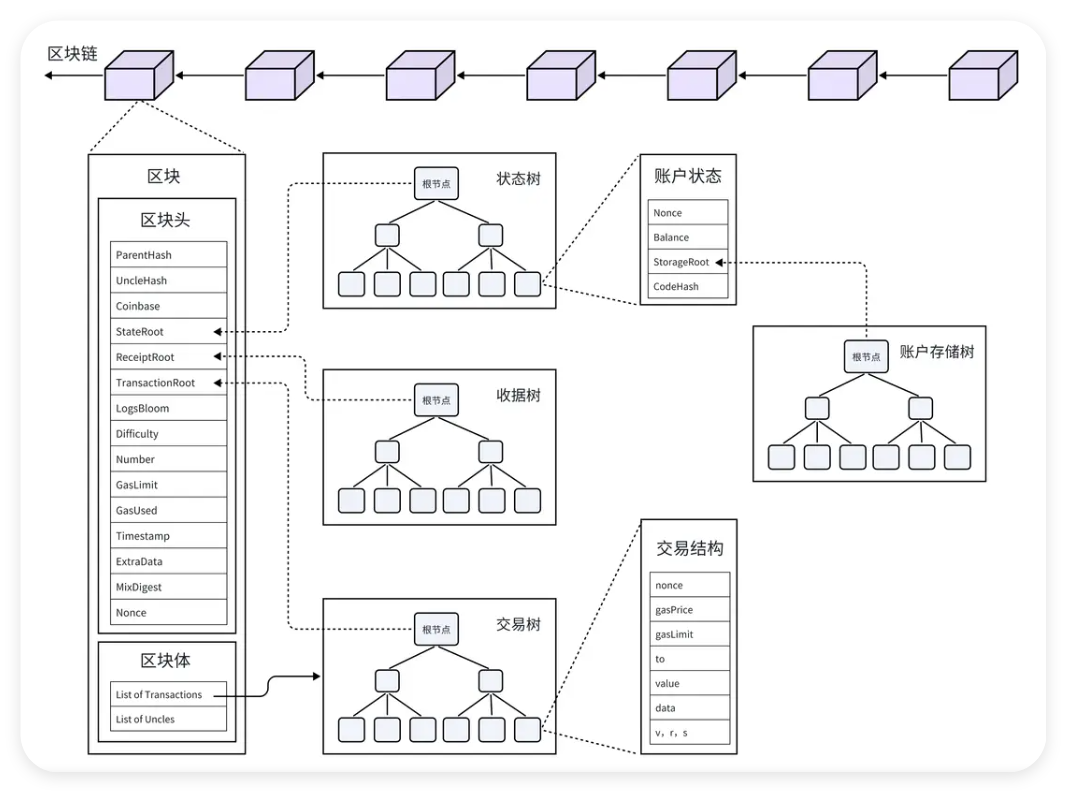 区块链
区块
区块头
ParentHash
UncleHash
Coinbase
StateRoot
ReceiptRoot
TransactionRoot
LogsBloom
Difficulty
Number
GasLimit
GasUsed
Timestamp
ExtraData
MixDigest
Nonce
区块体
List of Transactions
List of Uncles
状态树
根节点
收据树
根节点
交易树
根节点
账户状态
Nonce
Balance
StorageRoot
CodeHash
账户存储树
根节点
交易结构
nonce
gasPrice
gasLimit
to
value
data
v，r，s